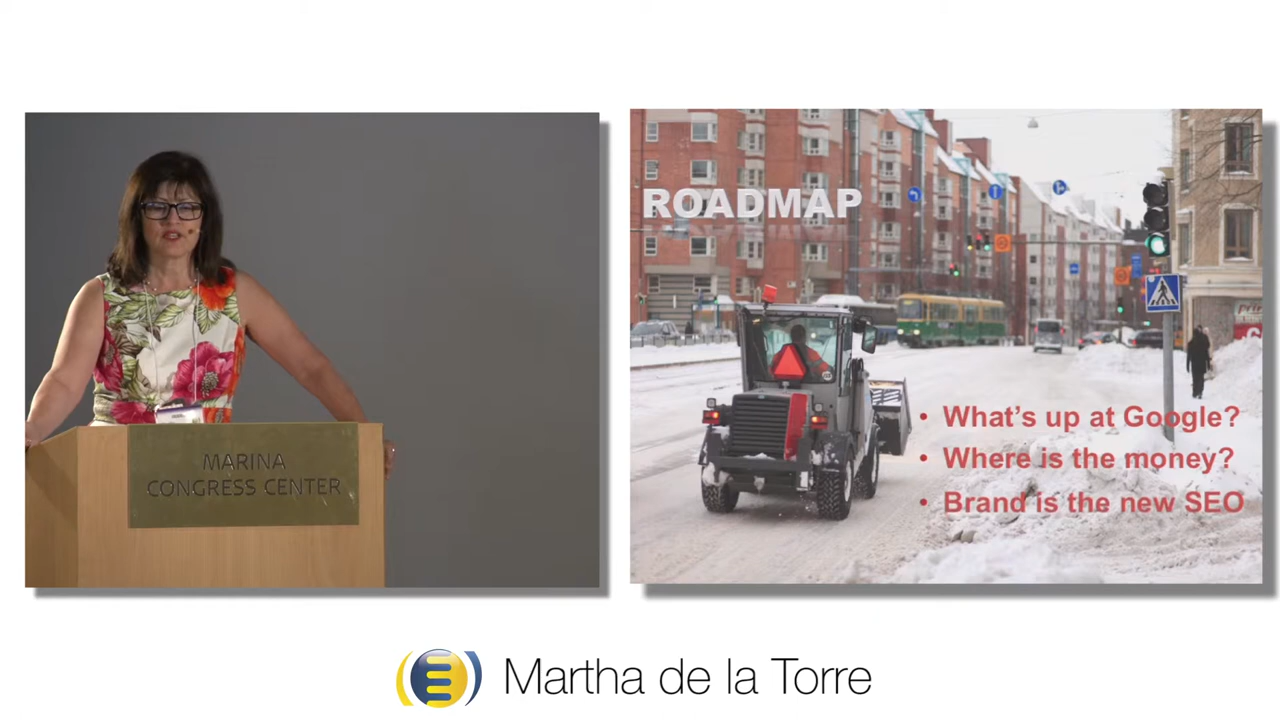 MARINA
CONGRESS CENTER
ROADMAP
• What's up at Google?
• Where is the money?
• Brand is the new SEO
Martha de la Torre